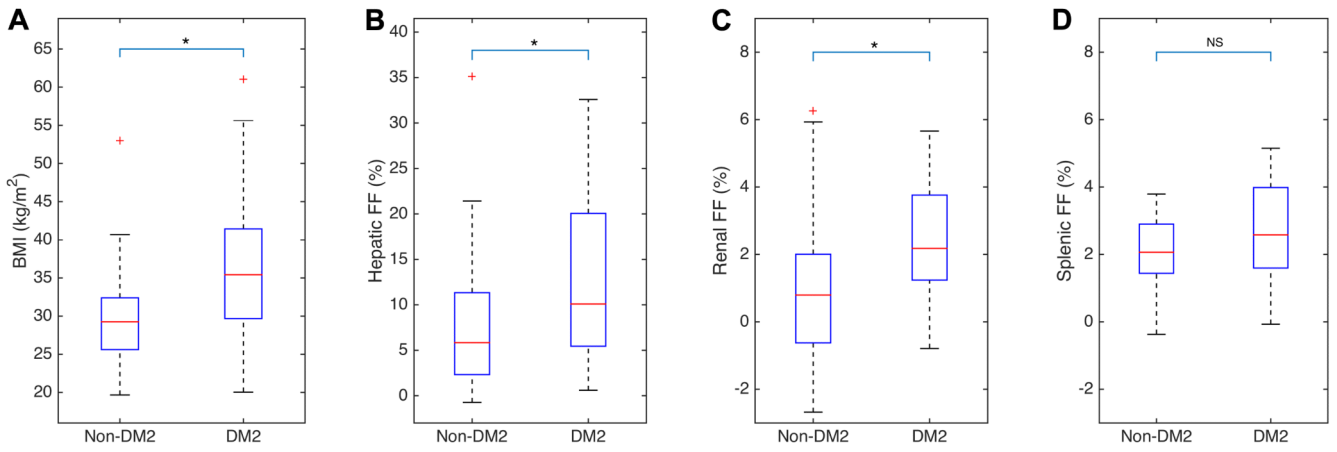 A
BMI (kg/m²)
65
60
55
50
45
40
35
30
25
20
*
Non-DM2 DM2
B
Hepatic FF (%)
40
35
30
25
20
15
10
5
0
*
Non-DM2 DM2
C
Renal FF (%)
8
6
4
2
0
-2
*
Non-DM2 DM2
D
Splenic FF (%)
8
6
4
2
0
-2
NS
Non-DM2 DM2